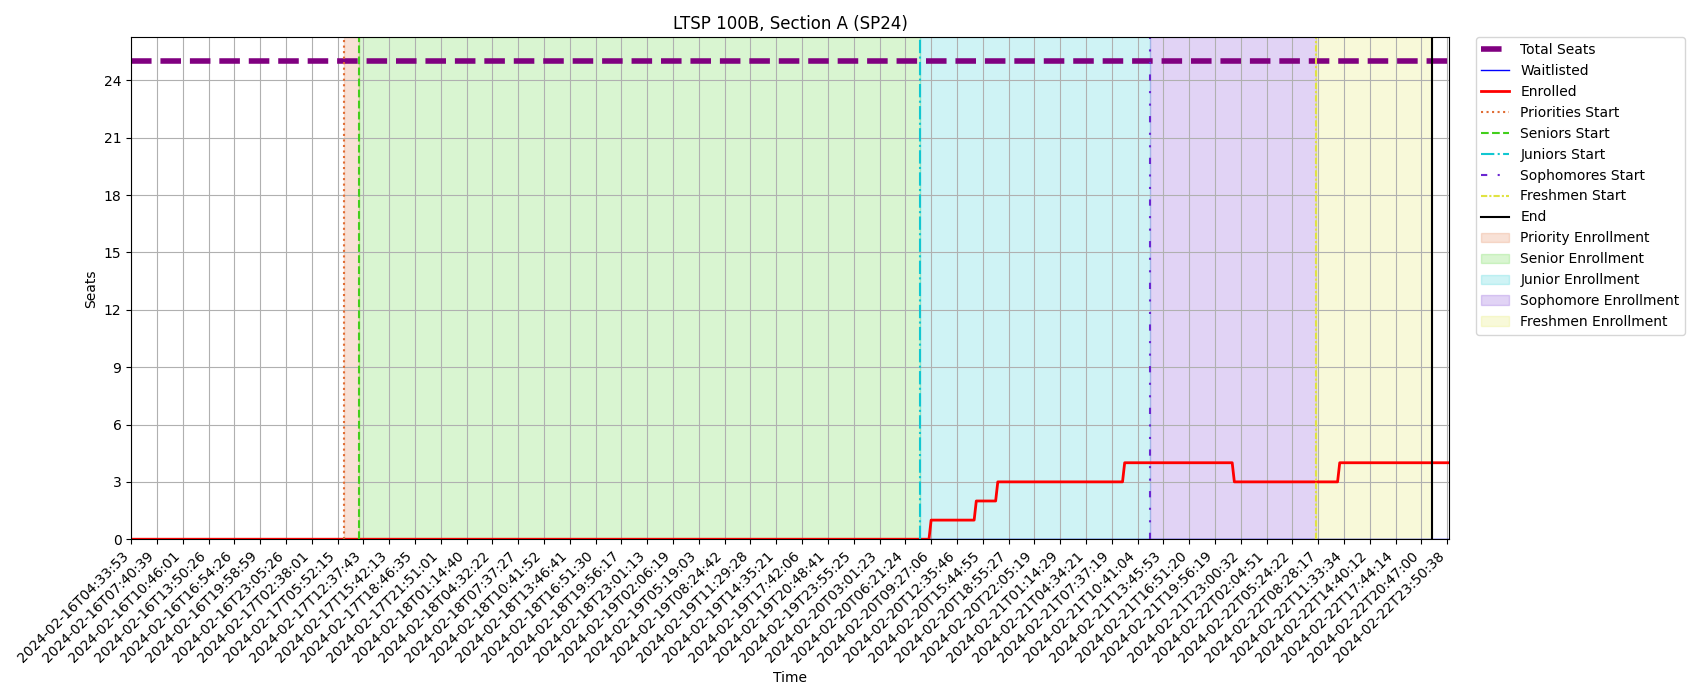 LTSP 100B, Section A (SP24)
Seats
24
21
18
15
12
9
6
3
0
2024-02-16T04:33:53
2024-02-16T07:40:39
2024-02-16T10:46:01
2024-02-16T13:50:26
2024-02-16T16:54:26
2024-02-16T19:58:59
2024-02-16T23:05:26
2024-02-17T02:38:01
2024-02-17T05:52:15
2024-02-17T12:37:43
2024-02-17T15:42:13
2024-02-17T18:46:35
2024-02-17T21:51:01
2024-02-18T01:14:40
2024-02-18T04:32:22
2024-02-18T07:37:27
2024-02-18T10:41:52
2024-02-18T13:46:41
2024-02-18T16:51:30
2024-02-18T19:56:17
2024-02-18T23:01:13
2024-02-19T02:06:19
2024-02-19T05:19:03
2024-02-19T08:24:42
2024-02-19T11:29:28
2024-02-19T14:35:21
2024-02-19T17:42:06
2024-02-19T20:48:41
2024-02-19T23:55:25
2024-02-20T03:01:23
2024-02-20T06:21:24
2024-02-20T09:27:06
2024-02-20T12:35:46
2024-02-20T15:44:55
2024-02-20T18:55:27
2024-02-20T22:05:19
2024-02-21T01:14:29
2024-02-21T04:34:21
2024-02-21T07:37:19
2024-02-21T10:41:04
2024-02-21T13:45:53
2024-02-21T16:51:20
2024-02-21T19:56:19
2024-02-21T23:00:32
2024-02-22T02:04:51
2024-02-22T05:24:22
2024-02-22T08:28:17
2024-02-22T11:33:34
2024-02-22T14:40:12
2024-02-22T17:44:14
2024-02-22T20:47:00
2024-02-22T23:50:38
Time
Total Seats
Waitlisted
Enrolled
Priorities Start
Seniors Start
Juniors Start
Sophomores Start
Freshmen Start
End
Priority Enrollment
Senior Enrollment
Junior Enrollment
Sophomore Enrollment
Freshmen Enrollment